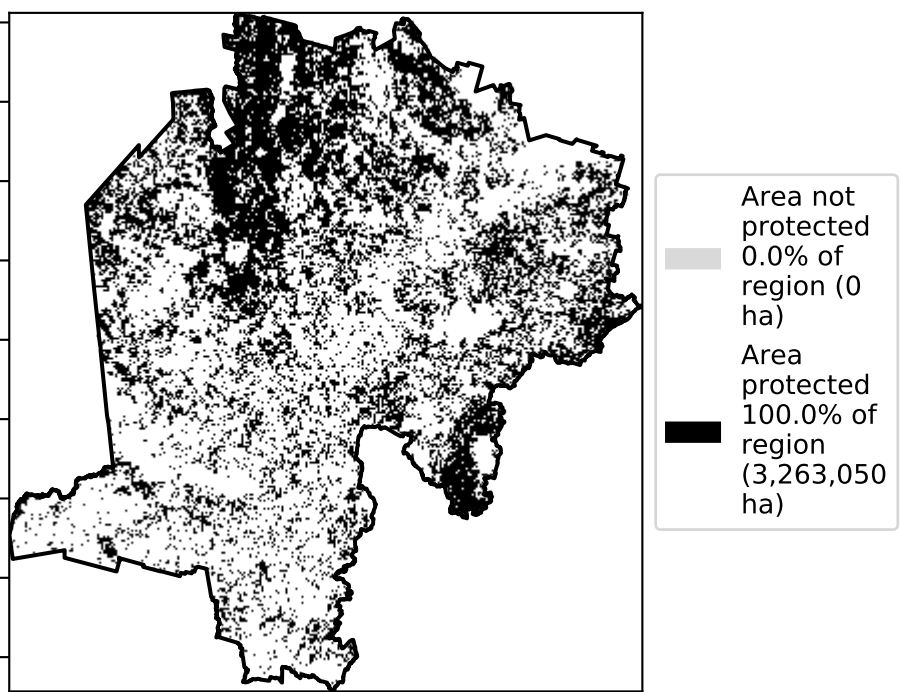 Area not
protected
0.0% of
region (0
ha)
Area
protected
100.0% of
region
(3,263,050
ha)